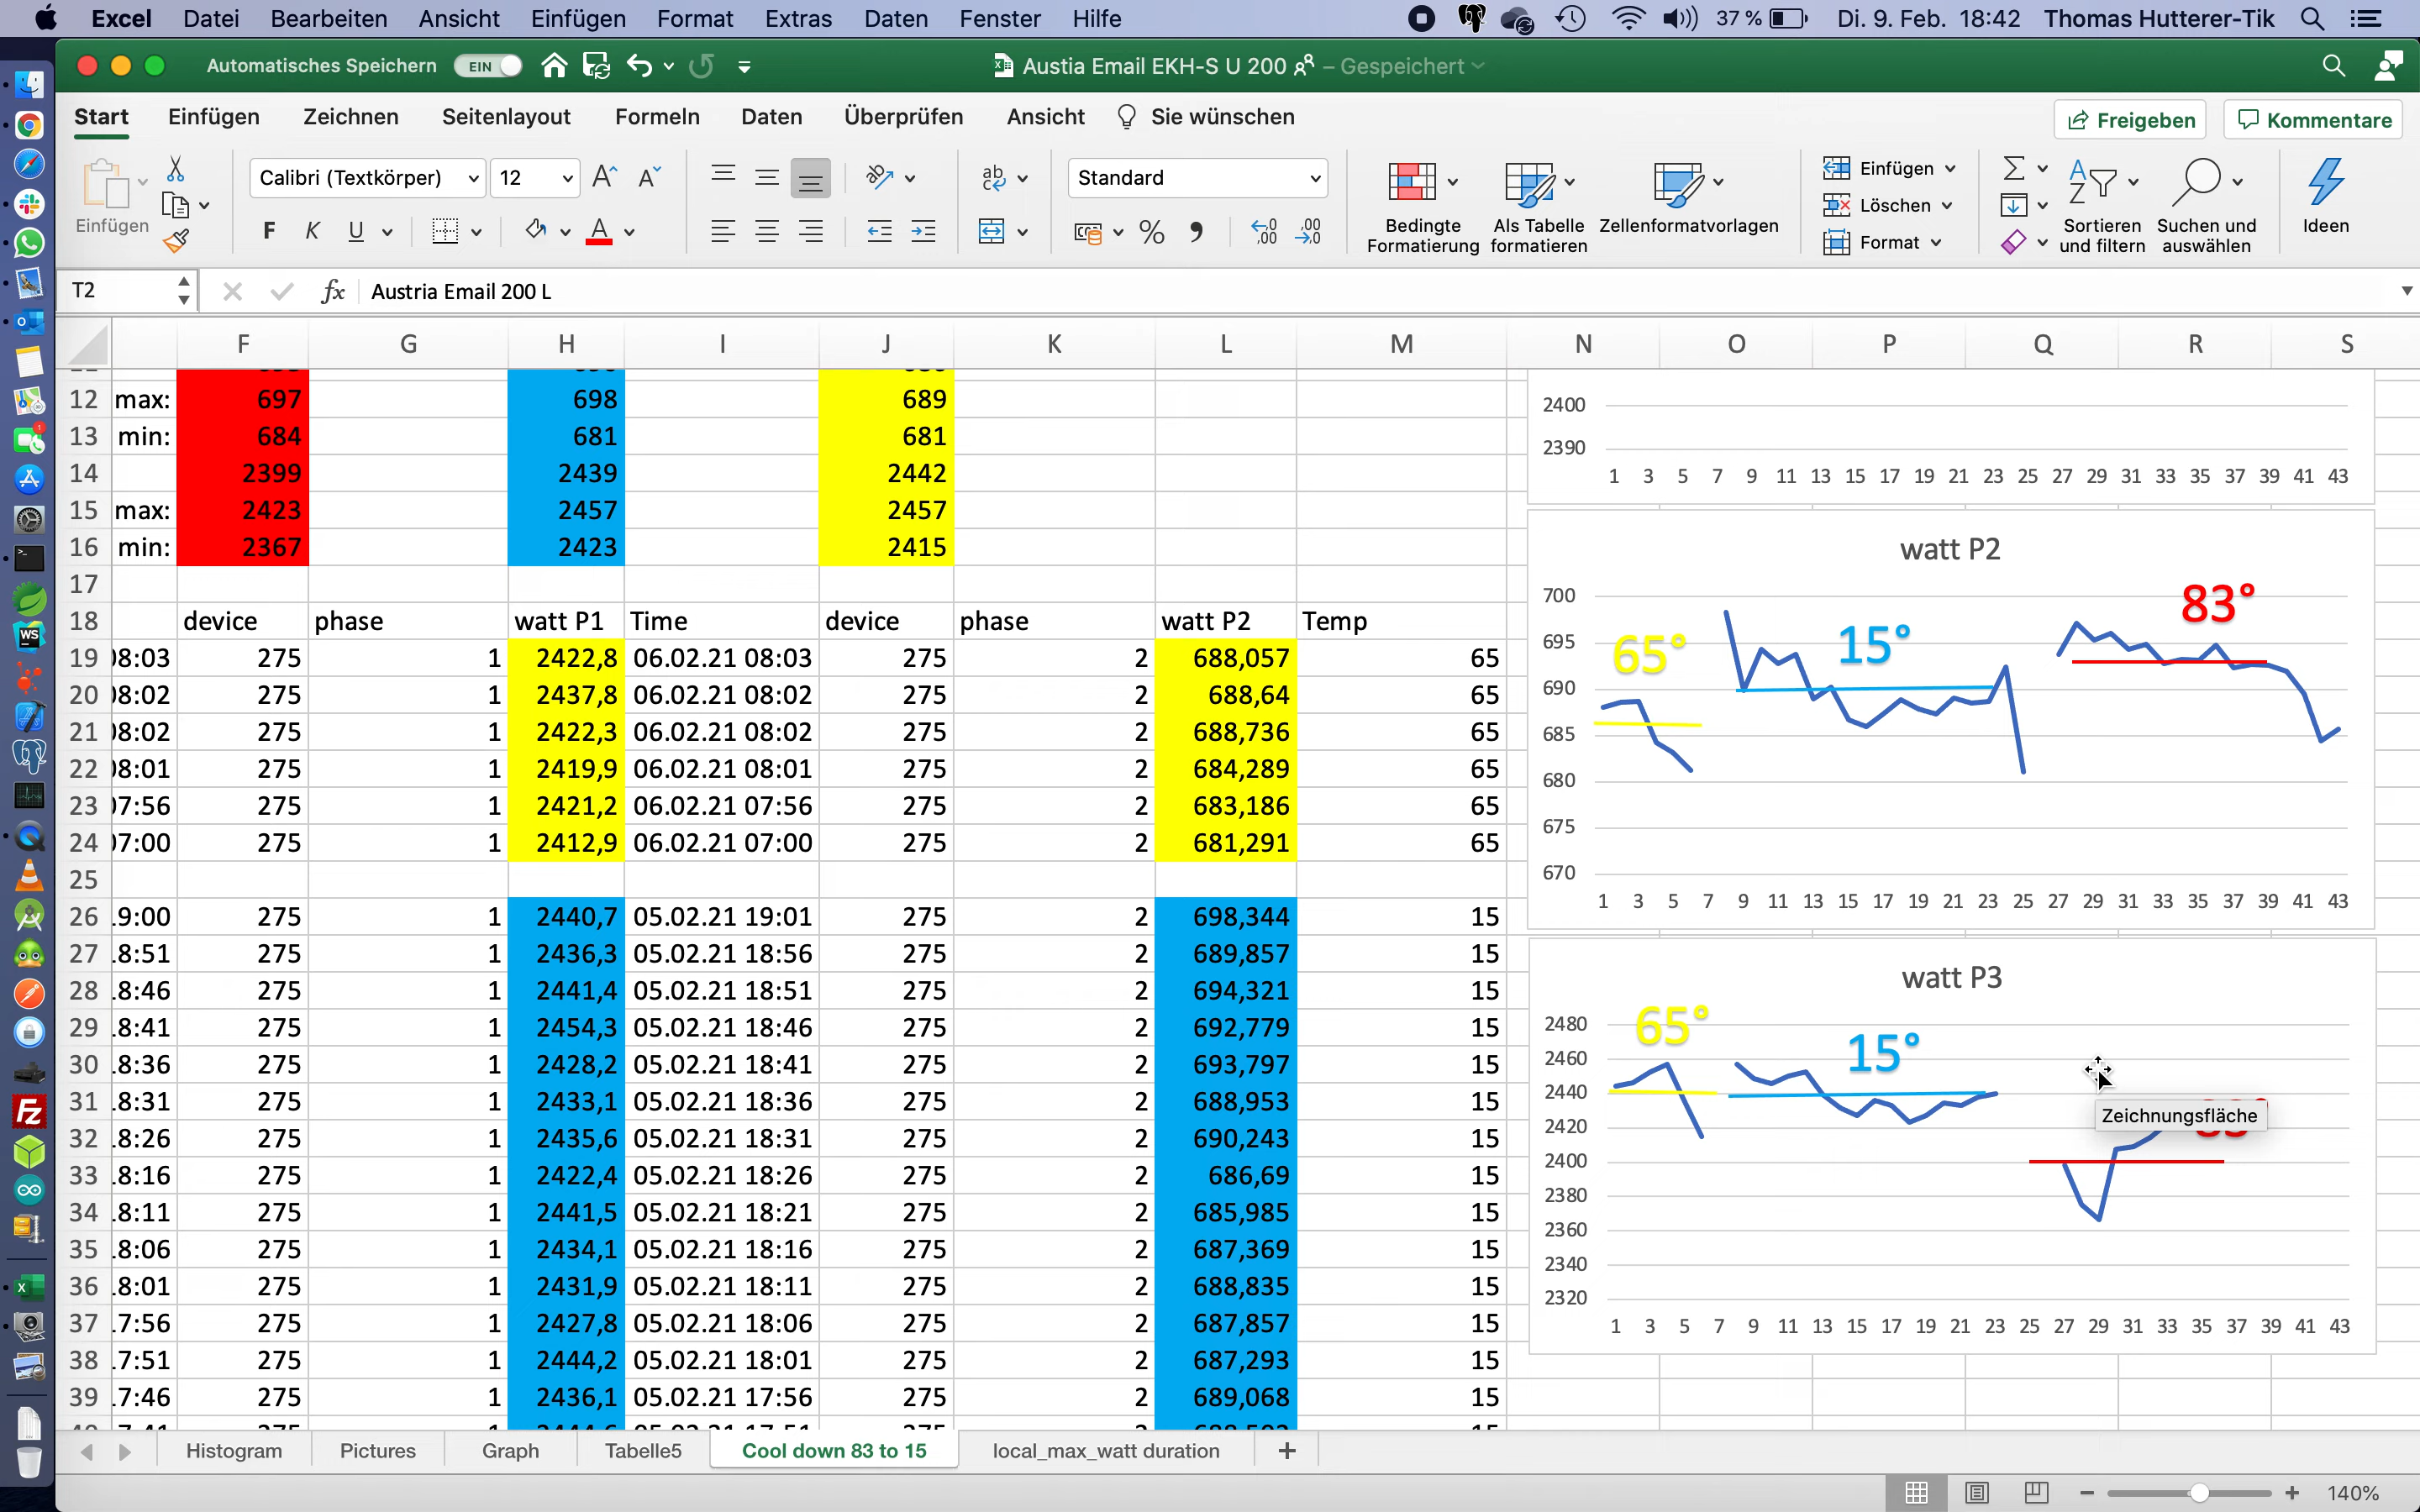 Excel Datei Bearbeiten Ansicht Einfügen Format Extras Daten Fenster Hilfe 37 % Di. 9. Feb. 18:42 Thomas Hutterer-Tik
Automatisches Speichern EIN Austia Email EKH-S U 200 – Gespeichert
Start Einfügen Zeichnen Seitenlayout Formeln Daten Überprüfen Ansicht Sie wünschen Freigeben Kommentare
Einfügen Calibri (Textkörper) 12 Standard
F K U
Bedingte Formatierung
Als Tabelle formatieren
Zellenformatvorlagen
Einfügen
Löschen
Format
Sortieren und filtern
Suchen und auswählen
Ideen
T2 fx Austria Email 200 L
F G H I J K L M N O P Q R S
12 max: 697 698 689
13 min: 684 681 681
14 2399 2439 2442
15 max: 2423 2457 2457
16 min: 2367 2423 2415
17
18 device phase watt P1 Time device phase watt P2 Temp
19 08:03 275 1 2422,8 06.02.21 08:03 275 2 688,057 65
20 08:02 275 1 2437,8 06.02.21 08:02 275 2 688,64 65
21 08:02 275 1 2422,3 06.02.21 08:02 275 2 688,736 65
22 08:01 275 1 2419,9 06.02.21 08:01 275 2 684,289 65
23 07:56 275 1 2421,2 06.02.21 07:56 275 2 683,186 65
24 07:00 275 1 2412,9 06.02.21 07:00 275 2 681,291 65
25
26 9:00 275 1 2440,7 05.02.21 19:01 275 2 698,344 15
27 8:51 275 1 2436,3 05.02.21 18:56 275 2 689,857 15
28 8:46 275 1 2441,4 05.02.21 18:51 275 2 694,321 15
29 8:41 275 1 2454,3 05.02.21 18:46 275 2 692,779 15
30 8:36 275 1 2428,2 05.02.21 18:41 275 2 693,797 15
31 8:31 275 1 2433,1 05.02.21 18:36 275 2 688,953 15
32 8:26 275 1 2435,6 05.02.21 18:31 275 2 690,243 15
33 8:16 275 1 2422,4 05.02.21 18:26 275 2 686,69 15
34 8:11 275 1 2441,5 05.02.21 18:21 275 2 685,985 15
35 8:06 275 1 2434,1 05.02.21 18:16 275 2 687,369 15
36 8:01 275 1 2431,9 05.02.21 18:11 275 2 688,835 15
37 7:56 275 1 2427,8 05.02.21 18:06 275 2 687,857 15
38 7:51 275 1 2444,2 05.02.21 18:01 275 2 687,293 15
39 7:46 275 1 2436,1 05.02.21 17:56 275 2 689,068 15
2400
2390
1 3 5 7 9 11 13 15 17 19 21 23 25 27 29 31 33 35 37 39 41 43
watt P2
65° 15° 83°
700
695
690
685
680
675
670
1 3 5 7 9 11 13 15 17 19 21 23 25 27 29 31 33 35 37 39 41 43
watt P3
65° 15°
Zeichnungsfläche
2480
2460
2440
2420
2400
2380
2360
2340
2320
1 3 5 7 9 11 13 15 17 19 21 23 25 27 29 31 33 35 37 39 41 43
Histogram Pictures Graph Tabelle5 Cool down 83 to 15 local_max_watt duration
140%